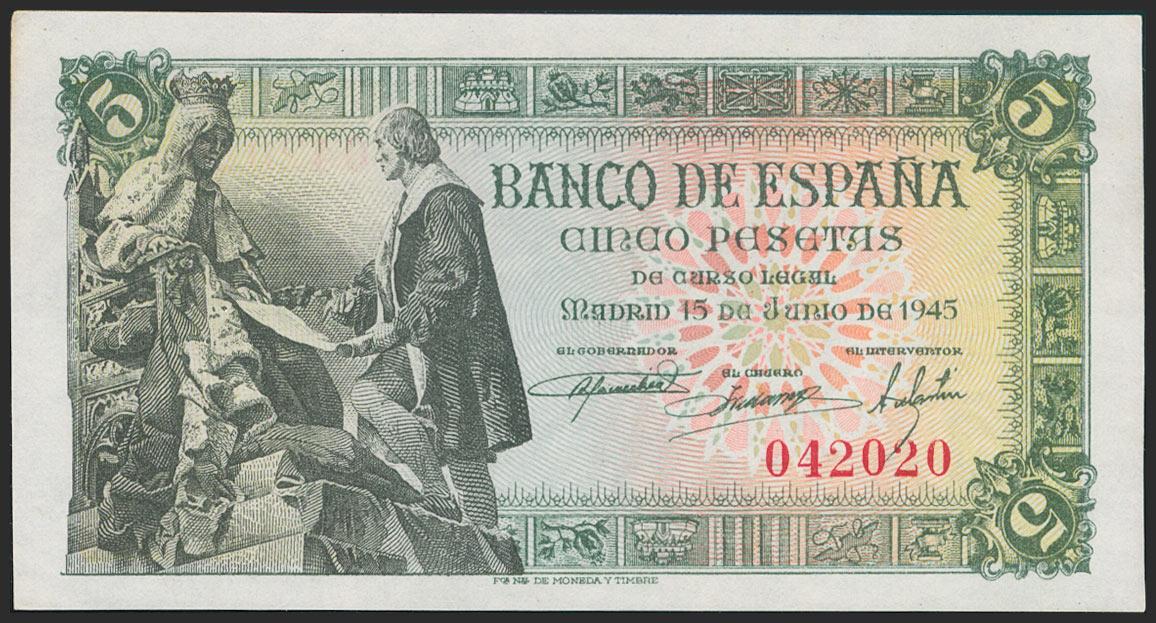 5
5
BANCO DE ESPAÑA
CINCO PESETAS
DE CURSO LEGAL
MADRID 15 DE JUNIO DE 1945
EL GOBERNADOR
EL INTERVENTOR
EL CAJERO
042020
5
FCA NAL DE MONEDA Y TIMBRE